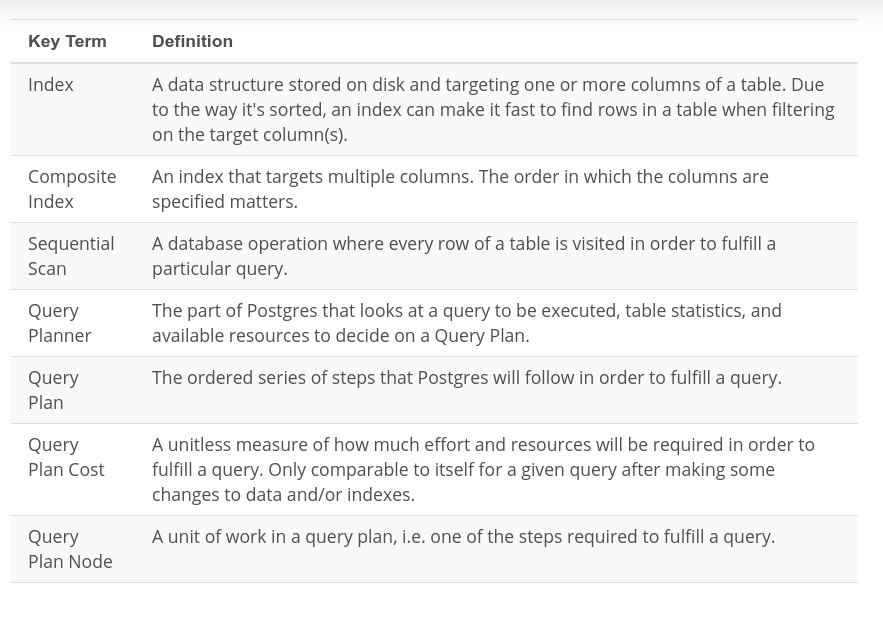 Key Term Definition
Index A data structure stored on disk and targeting one or more columns of a table. Due
to the way it's sorted, an index can make it fast to find rows in a table when filtering
on the target column(s).
Composite An index that targets multiple columns. The order in which the columns are
Index specified matters.
Sequential A database operation where every row of a table is visited in order to fulfill a
Scan particular query.
Query The part of Postgres that looks at a query to be executed, table statistics, and
Planner available resources to decide on a Query Plan.
Query The ordered series of steps that Postgres will follow in order to fulfill a query.
Plan
Query A unitless measure of how much effort and resources will be required in order to
Plan Cost fulfill a query. Only comparable to itself for a given query after making some
changes to data and/or indexes.
Query A unit of work in a query plan, i.e. one of the steps required to fulfill a query.
Plan Node